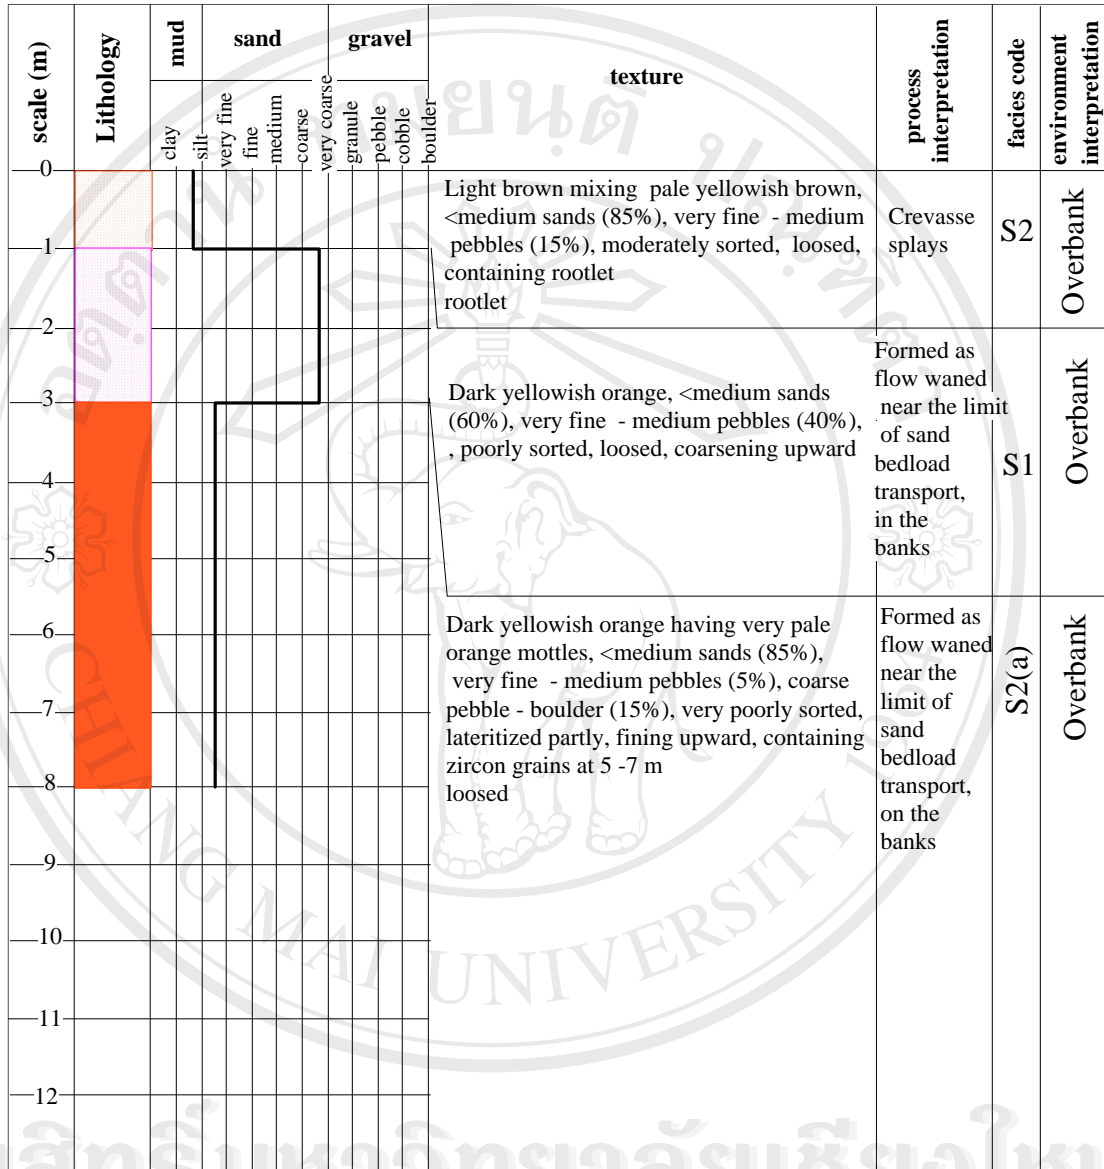 scale (m)
Lithology
mud
sand
gravel
clay
silt
very fine
fine
medium
coarse
very coarse
granule
pebble
cobble
boulder
texture
process
interpretation
facies code
environment
interpretation
0
1
2
3
4
5
6
7
8
9
10
11
12
Light brown mixing pale yellowish brown,
<medium sands (85%), very fine - medium
pebbles (15%), moderately sorted, loosed,
containing rootlet
rootlet
Crevasse
splays
S2
Overbank
Dark yellowish orange, <medium sands
(60%), very fine - medium pebbles (40%),
, poorly sorted, loosed, coarsening upward
Formed as
flow waned
near the limit
of sand
bedload
transport,
in the
banks
S1
Overbank
Dark yellowish orange having very pale
orange mottles, <medium sands (85%),
very fine - medium pebbles (5%), coarse
pebble - boulder (15%), very poorly sorted,
lateritized partly, fining upward, containing
zircon grains at 5 -7 m
loosed
Formed as
flow waned
near the
limit of
sand
bedload
transport,
on the
banks
S2(a)
Overbank
CHIANG MAI UNIVERSITY 1964